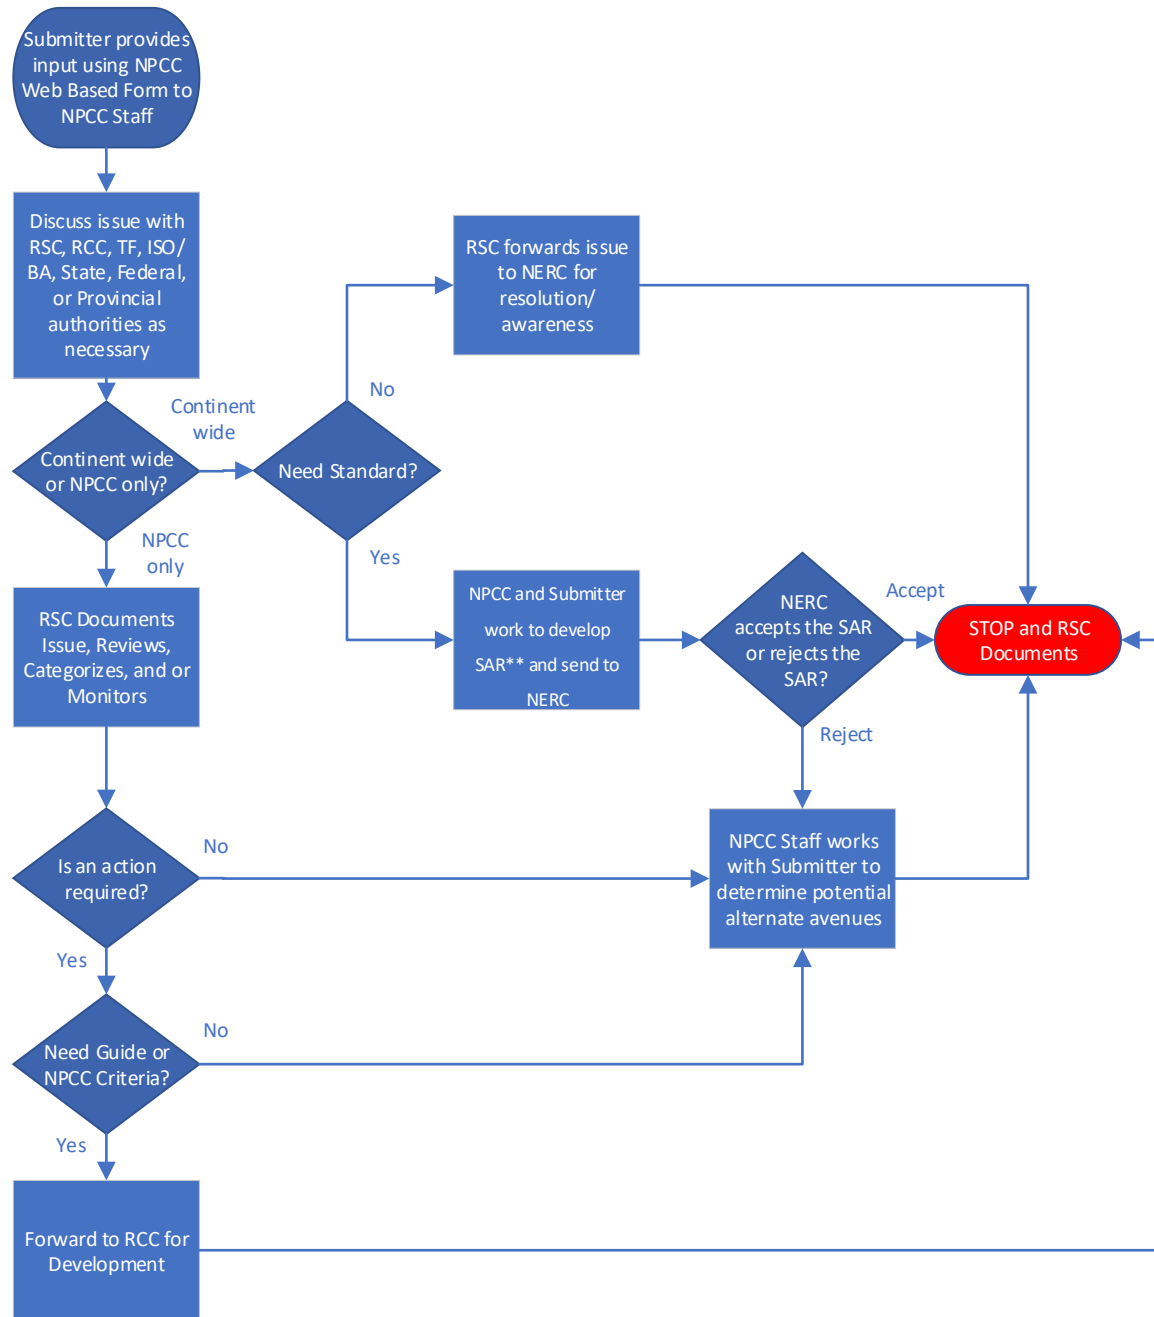 Submitter provides
input using NPCC
Web Based Form to
NPCC Staff
Discuss issue with
RSC, RCC, TF, ISO/
BA, State, Federal,
or Provincial
authorities as
necessary
RSC forwards issue
to NERC for
resolution/
awareness
No
Continent
wide
Continent wide
or NPCC only?
Need Standard?
NPCC
only
Yes
RSC Documents
Issue, Reviews,
Categorizes, and or
Monitors
NPCC and Submitter
work to develop
SAR** and send to
NERC
NERC
accepts the SAR
or rejects the
SAR?
Accept
STOP and RSC
Documents
Reject
Is an action
required?
No
NPCC Staff works
with Submitter to
determine potential
alternate avenues
Yes
Need Guide or
NPCC Criteria?
No
Yes
Forward to RCC for
Development